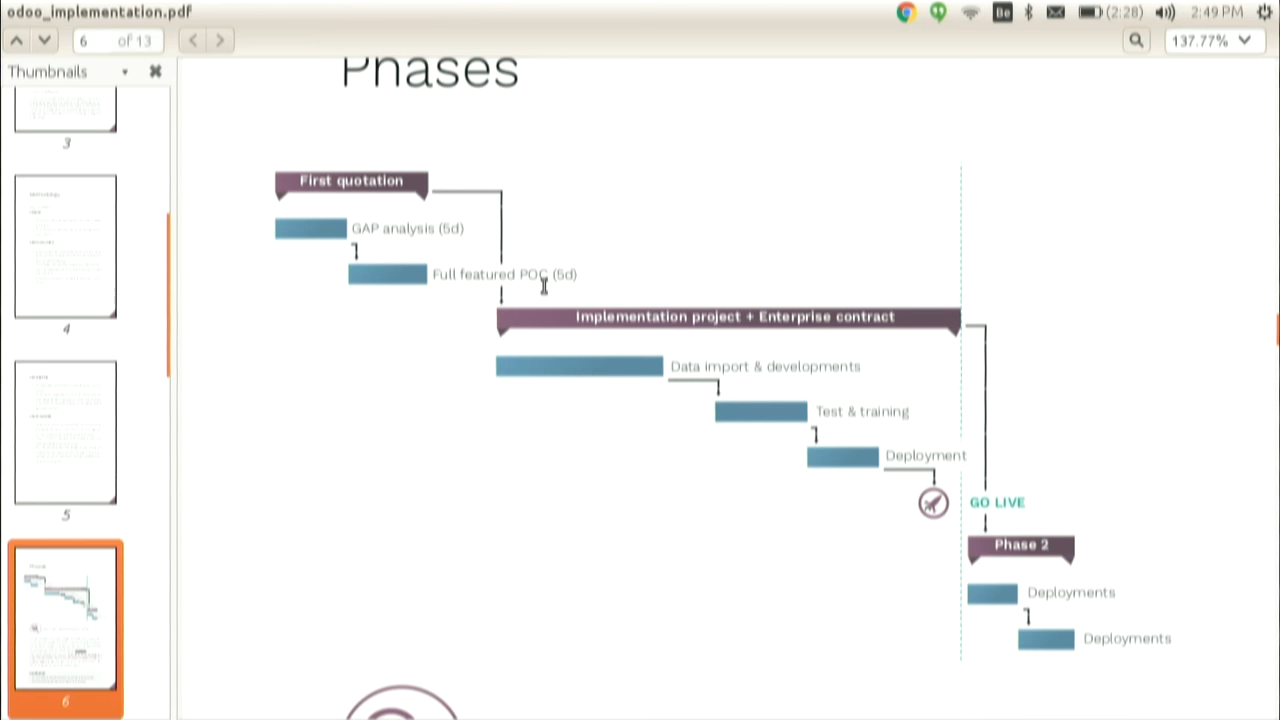 odoo_implementation.pdf
Be
(2:28)
2:49 PM
6 of 13
137.77%
Thumbnails
3
4
5
6
Phases
First quotation
GAP analysis (5d)
Full featured POC (5d)
Implementation project + Enterprise contract
Data import & developments
Test & training
Deployment
GO LIVE
Phase 2
Deployments
Deployments